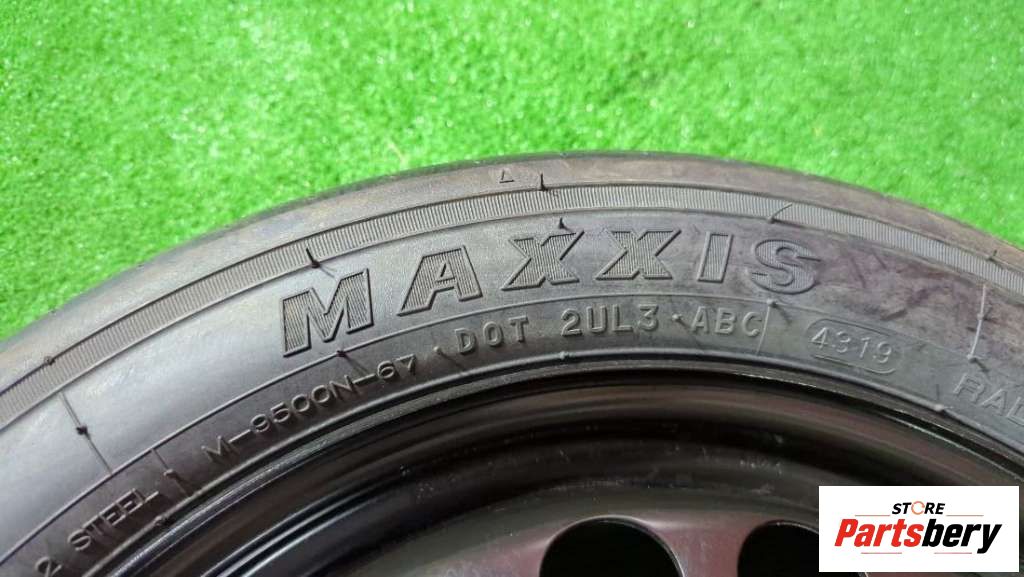 MAXXIS
2 STEEL M-9500N-67 · DOT 2UL3 · ABC 4319
STORE
Partsbery